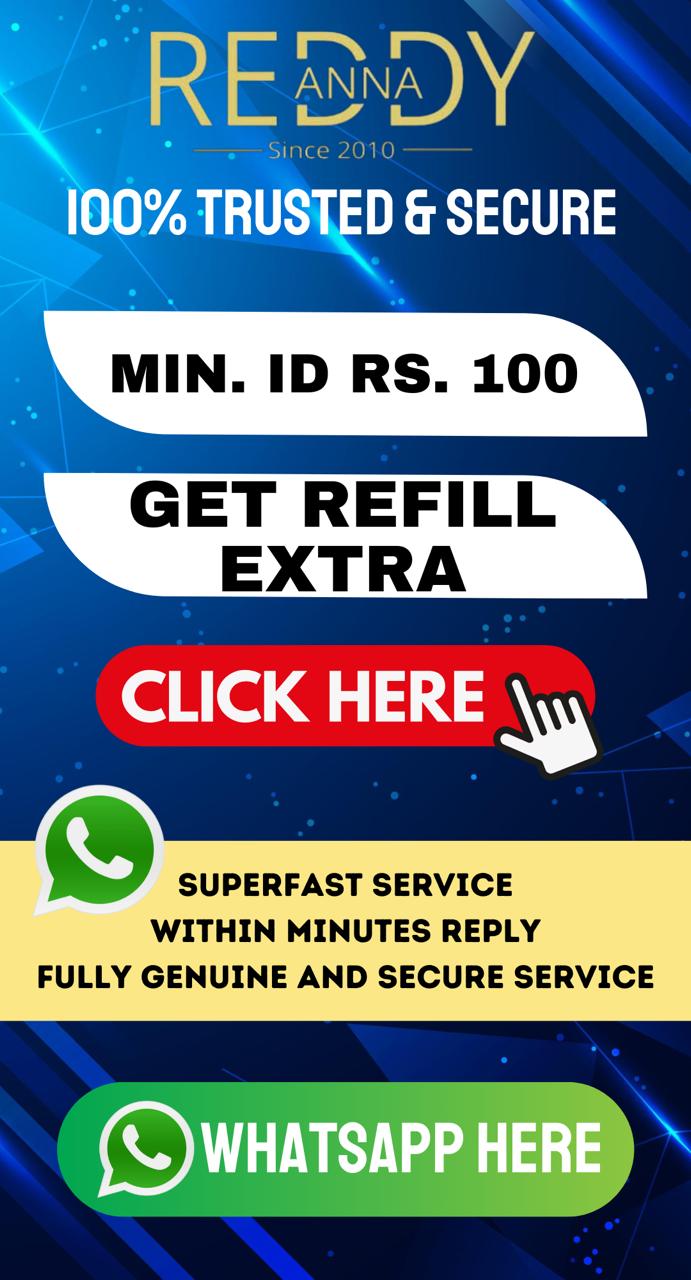 REDDY
ANNA
Since 2010
100% TRUSTED & SECURE
MIN. ID RS. 100
GET REFILL
EXTRA
CLICK HERE
SUPERFAST SERVICE
WITHIN MINUTES REPLY
FULLY GENUINE AND SECURE SERVICE
WHATSAPP HERE